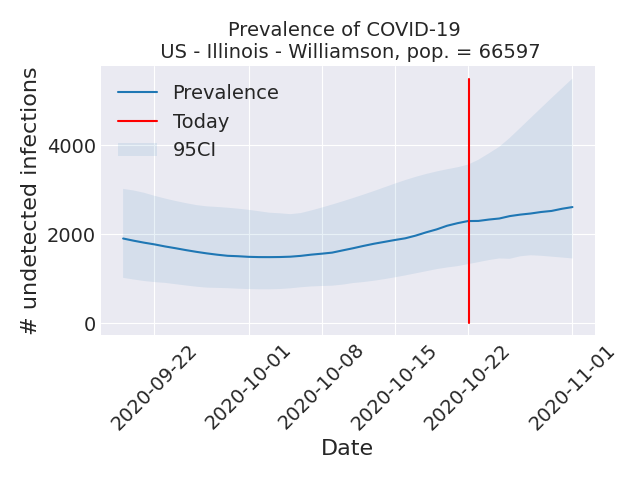 Prevalence of COVID-19
US - Illinois - Williamson, pop. = 66597
# undetected infections
4000
2000
0
Prevalence
Today
95CI
2020-09-22
2020-10-01
2020-10-08
2020-10-15
2020-10-22
2020-11-01
Date